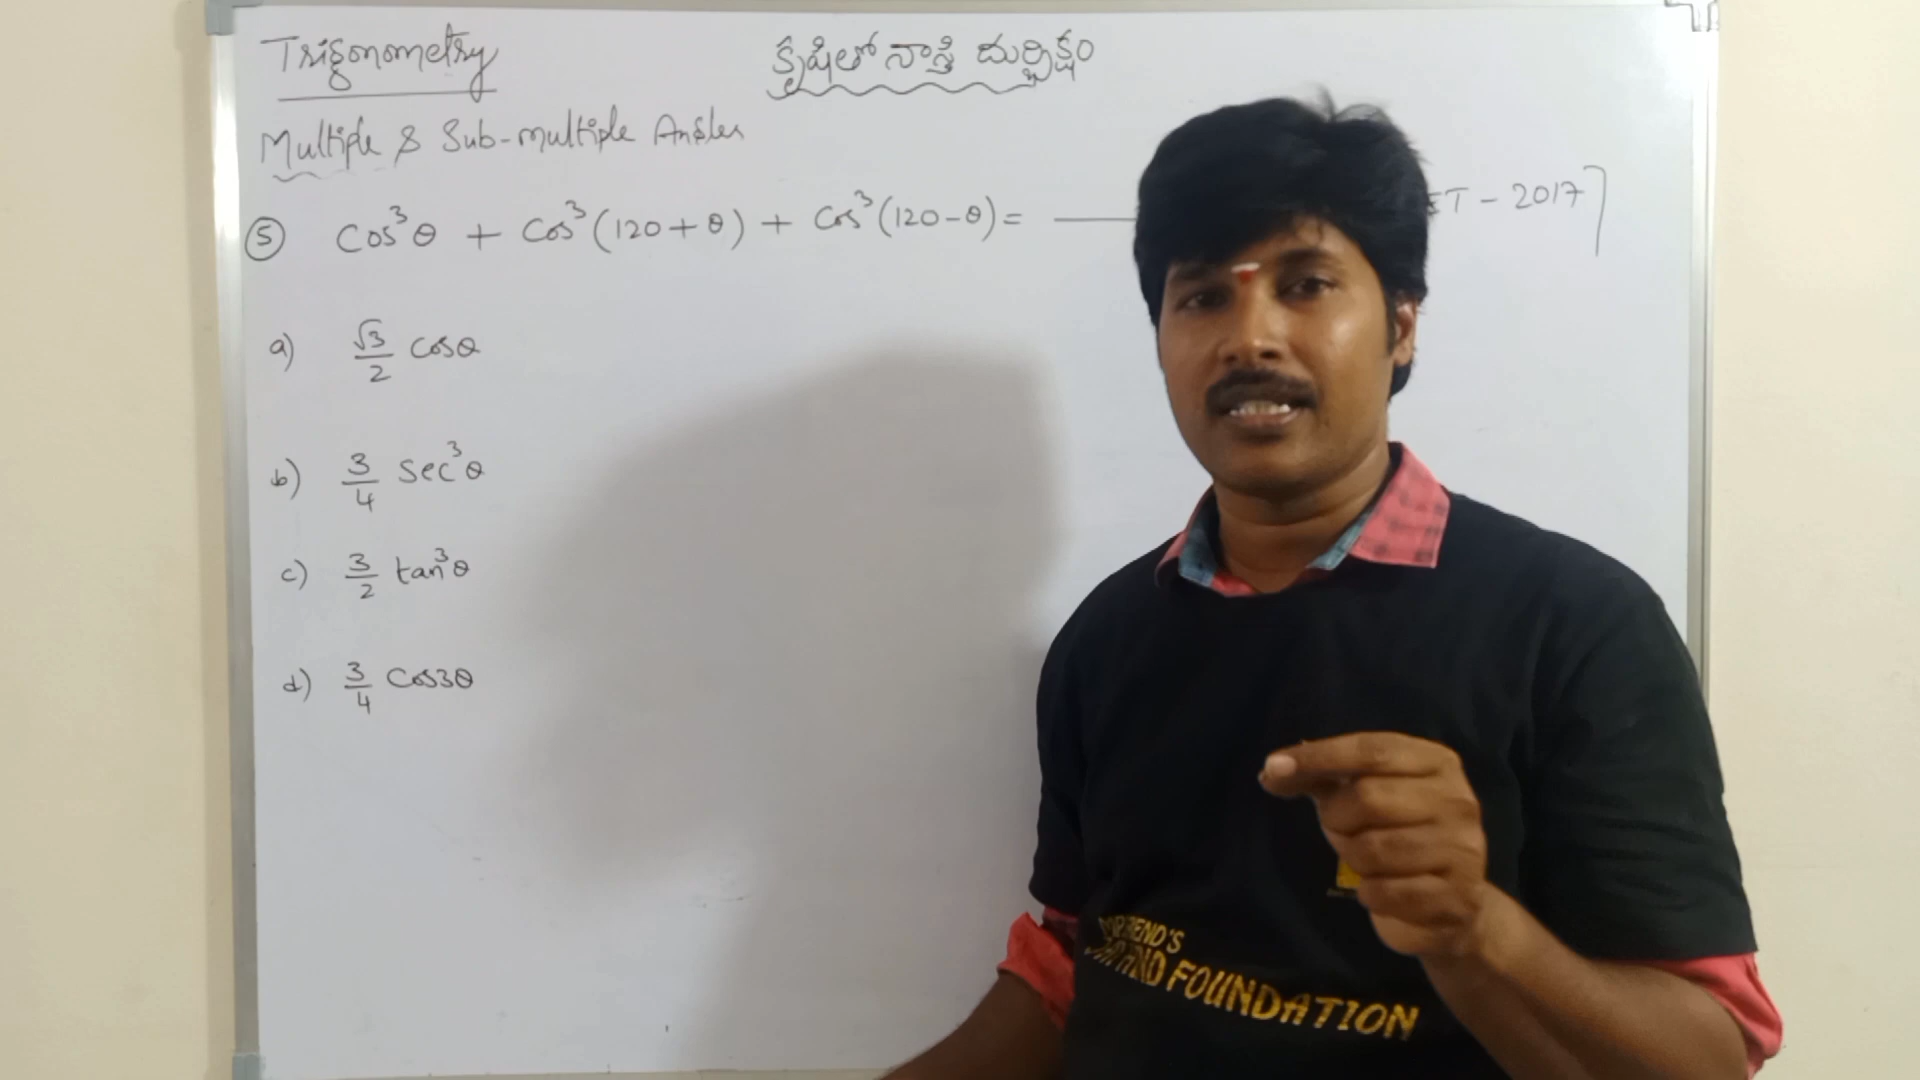 Trigonometry
కృషితో నాస్తి దుర్భిక్షం
Multiple & Sub-multiple Angles
⑤ Cos³θ + Cos³(120+θ) + Cos³(120-θ) = ——
ET - 2017]
a) √3/2 Cosθ
b) 3/4 Sec³θ
c) 3/2 tan³θ
d) 3/4 Cos3θ
FOUNDATION